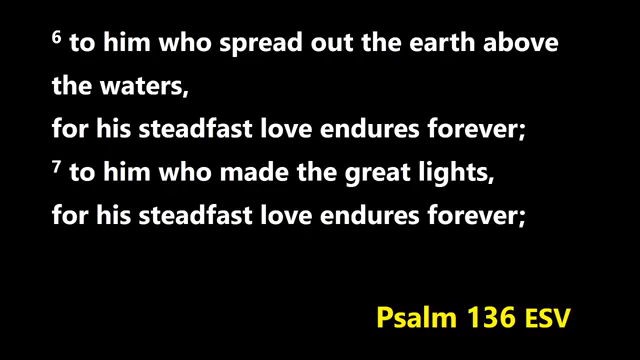 6 to him who spread out the earth above
the waters,
for his steadfast love endures forever;
7 to him who made the great lights,
for his steadfast love endures forever;
Psalm 136 ESV